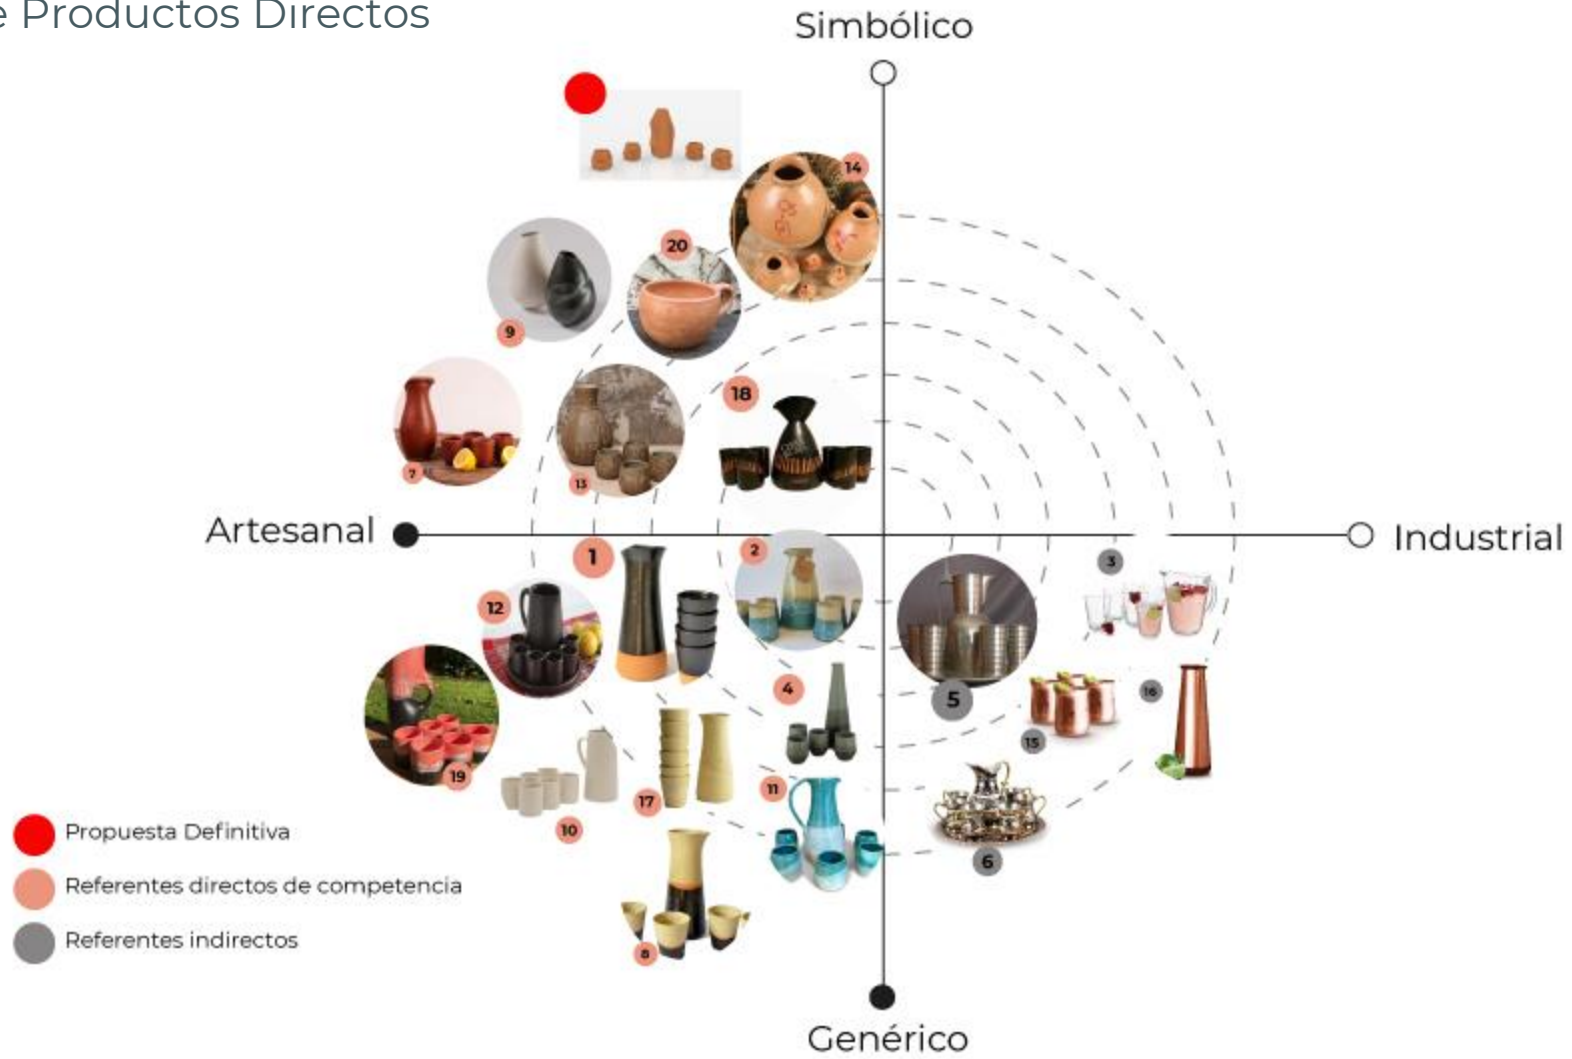 e Productos Directos
Simbólico
14
20
9
18
7
13
Artesanal
Industrial
1
2
3
12
4
5
16
15
19
11
17
10
6
Propuesta Definitiva
Referentes directos de competencia
Referentes indirectos
8
Genérico